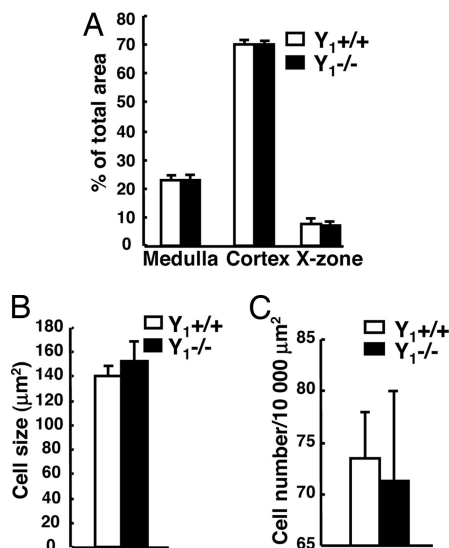 A
% of total area
80
70
60
50
40
30
20
10
0
Y₁+/+
Y₁-/-
Medulla Cortex X-zone
B
Cell size (µm²)
180
160
140
120
100
80
60
40
20
0
Y₁+/+
Y₁-/-
C
Cell number/10 000 µm²
85
80
75
70
65
Y₁+/+
Y₁-/-